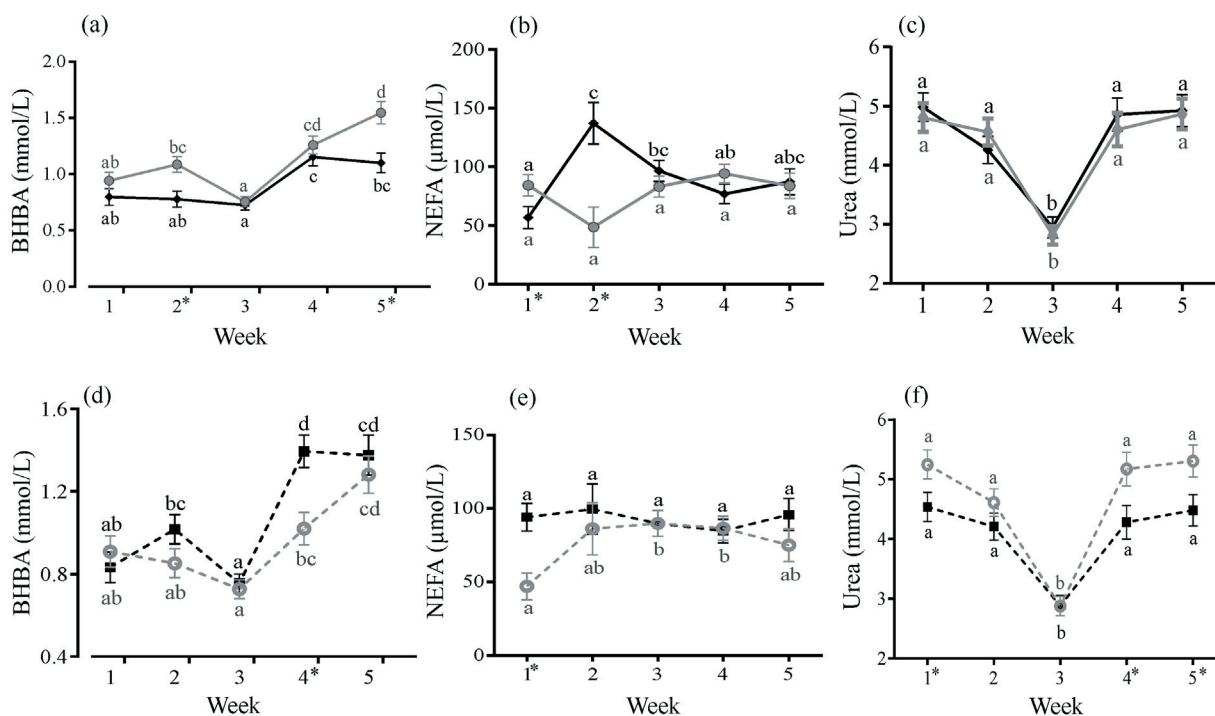 (a)
BHBA (mmol/L)
2.0
1.5
1.0
0.5
0.0
ab bc a cd d
ab ab a c bc
1 2* 3 4 5*
Week
(b)
NEFA (µmol/L)
200
150
100
50
0
a c bc ab abc
a a a a a
1* 2* 3 4 5
Week
(c)
Urea (mmol/L)
6
5
4
3
2
a a b a a
a a b a a
1 2 3 4 5
Week
(d)
BHBA (mmol/L)
1.6
1.2
0.8
0.4
ab bc a d cd
ab ab a bc cd
1 2 3 4* 5
Week
(e)
NEFA (µmol/L)
150
100
50
0
a a a a a
a ab b b ab
1* 2 3 4 5
Week
(f)
Urea (mmol/L)
6
5
4
3
2
a a b a a
a a b a a
1* 2 3 4* 5*
Week